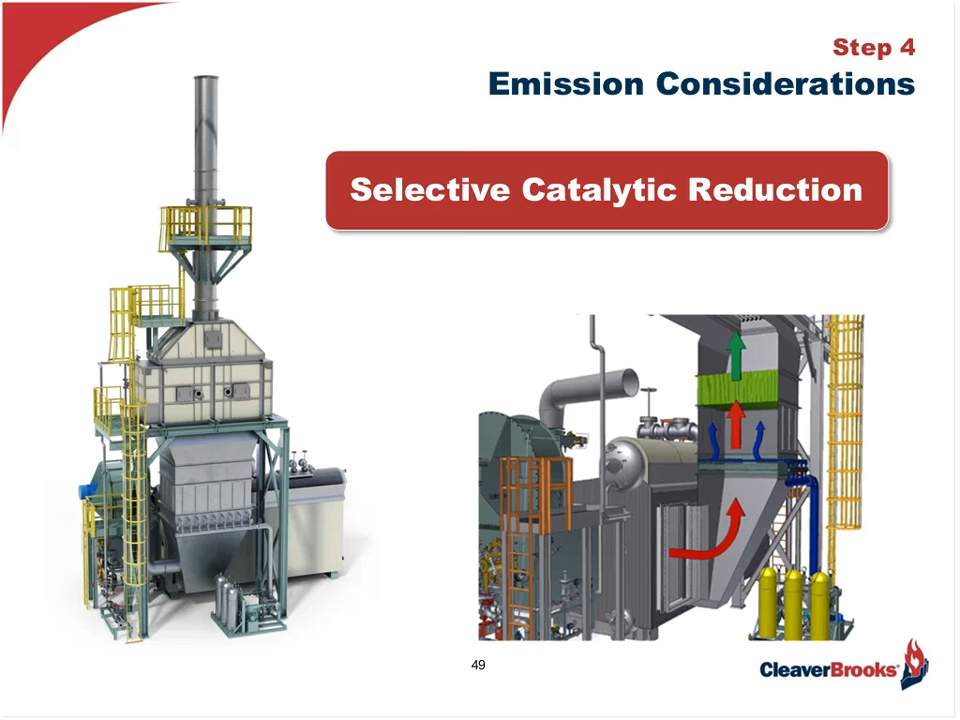 Step 4
Emission Considerations
Selective Catalytic Reduction
49
CleaverBrooks®